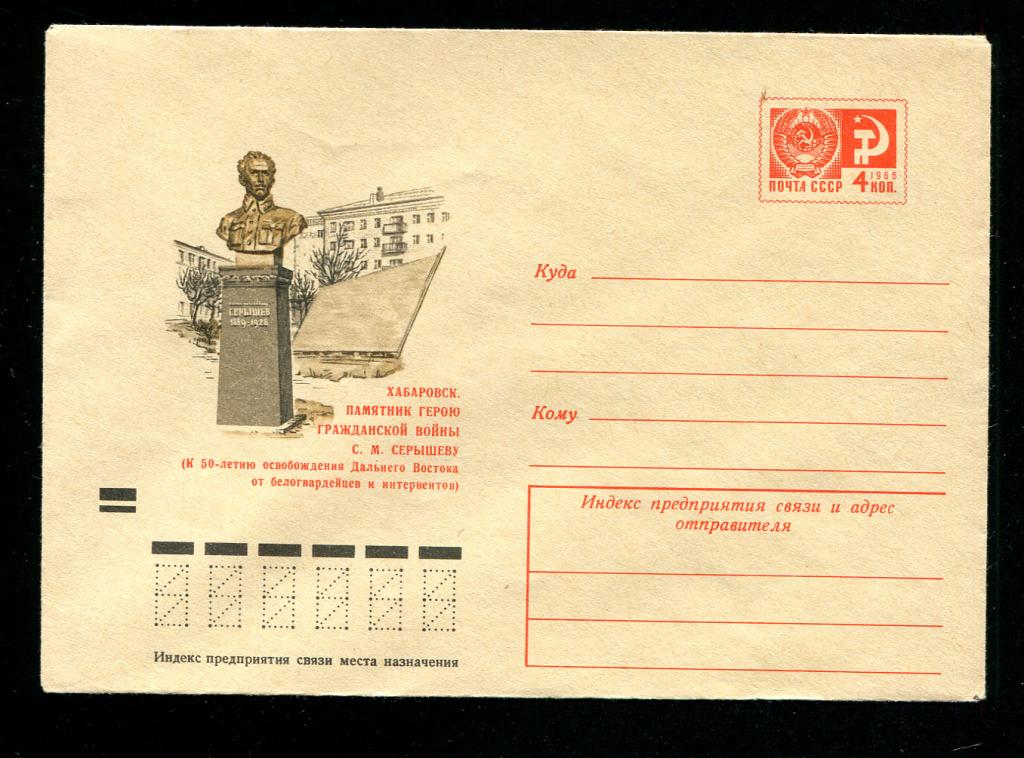 ПОЧТА СССР
1966
4 КОП.
СЕРЫШЕВ
1889-1928
ХАБАРОВСК.
ПАМЯТНИК ГЕРОЮ
ГРАЖДАНСКОЙ ВОЙНЫ
С. М. СЕРЫШЕВУ
(К 50-летию освобождения Дальнего Востока
от белогвардейцев и интервентов)
Куда
Кому
Индекс предприятия связи и адрес
отправителя
Индекс предприятия связи места назначения